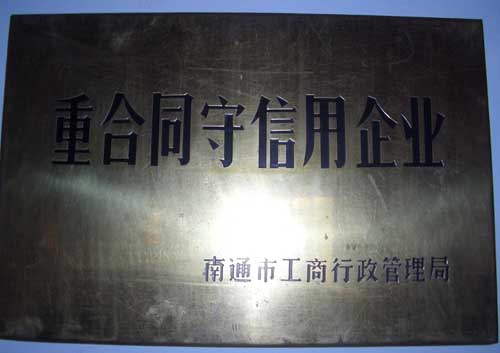 重合同守信用企业
南通市工商行政管理局